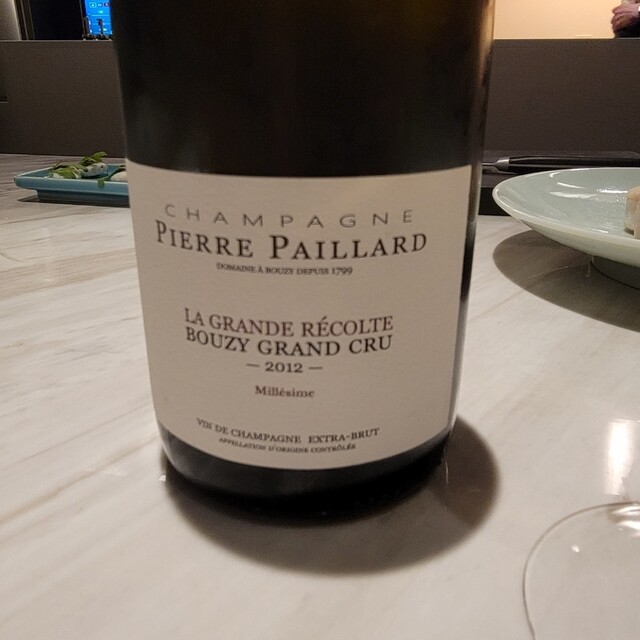 CHAMPAGNE
PIERRE PAILLARD
DOMAINE À BOUZY DEPUIS 1799
LA GRANDE RÉCOLTE
BOUZY GRAND CRU
— 2012 —
Millésime
VIN DE CHAMPAGNE EXTRA-BRUT
APPELLATION D'ORIGINE CONTRÔLÉE